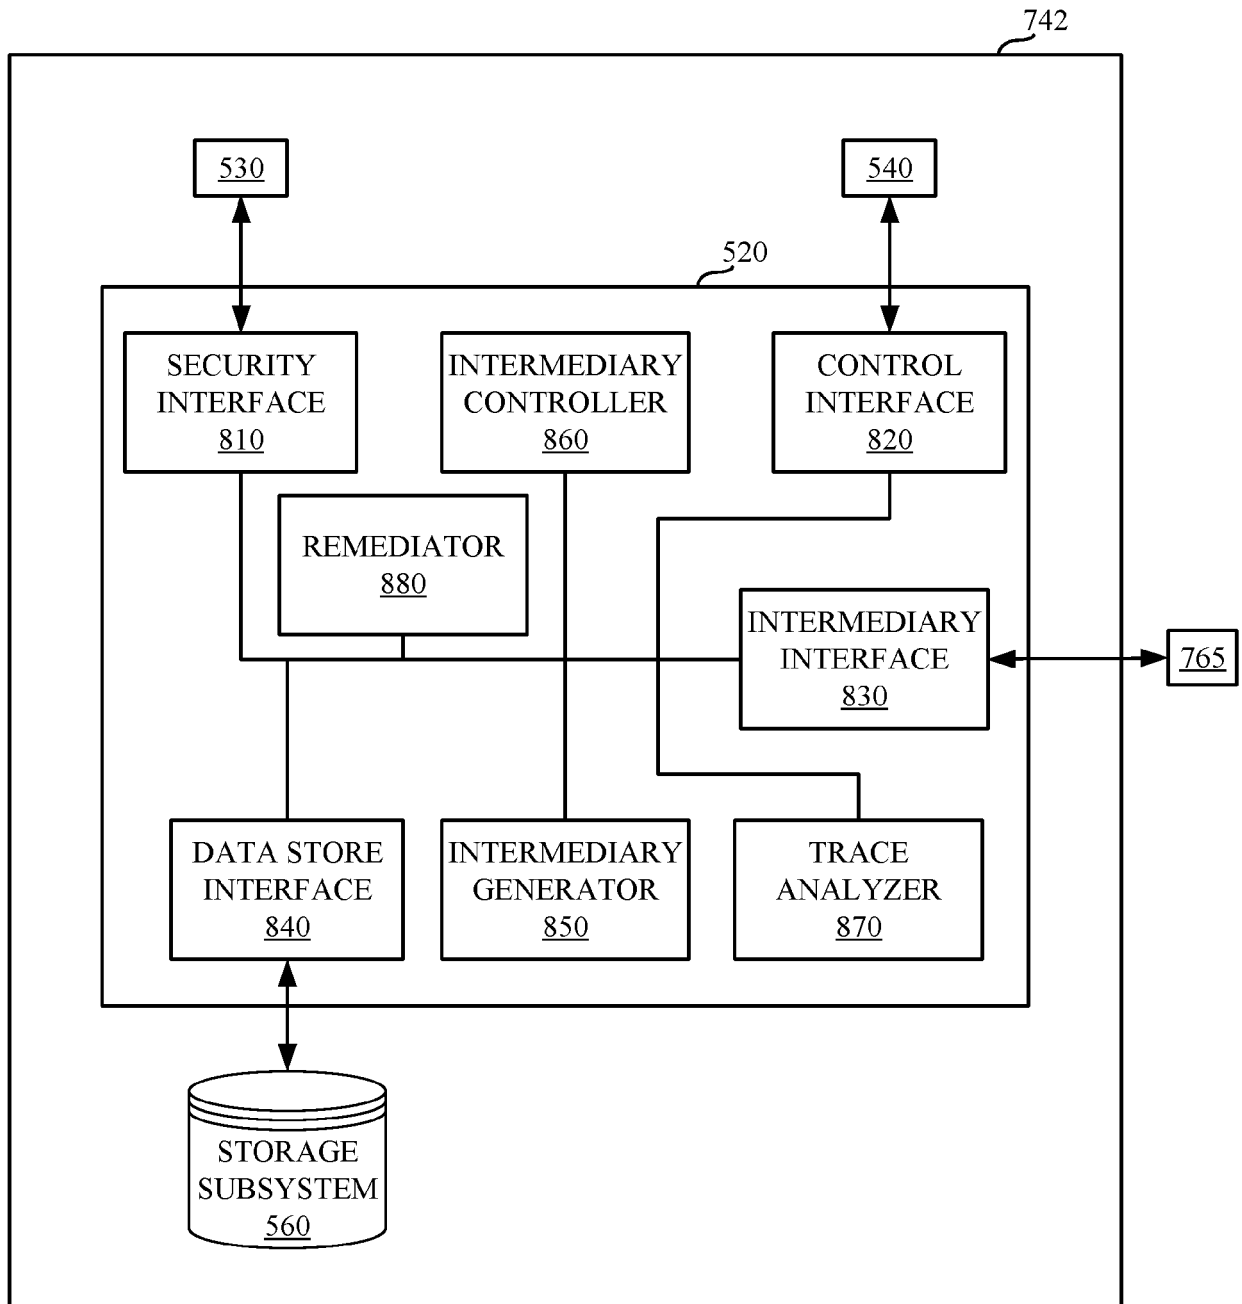 742
530
540
520
SECURITY
INTERFACE
810
INTERMEDIARY
CONTROLLER
860
CONTROL
INTERFACE
820
REMEDIATOR
880
INTERMEDIARY
INTERFACE
830
765
DATA STORE
INTERFACE
840
INTERMEDIARY
GENERATOR
850
TRACE
ANALYZER
870
STORAGE
SUBSYSTEM
560